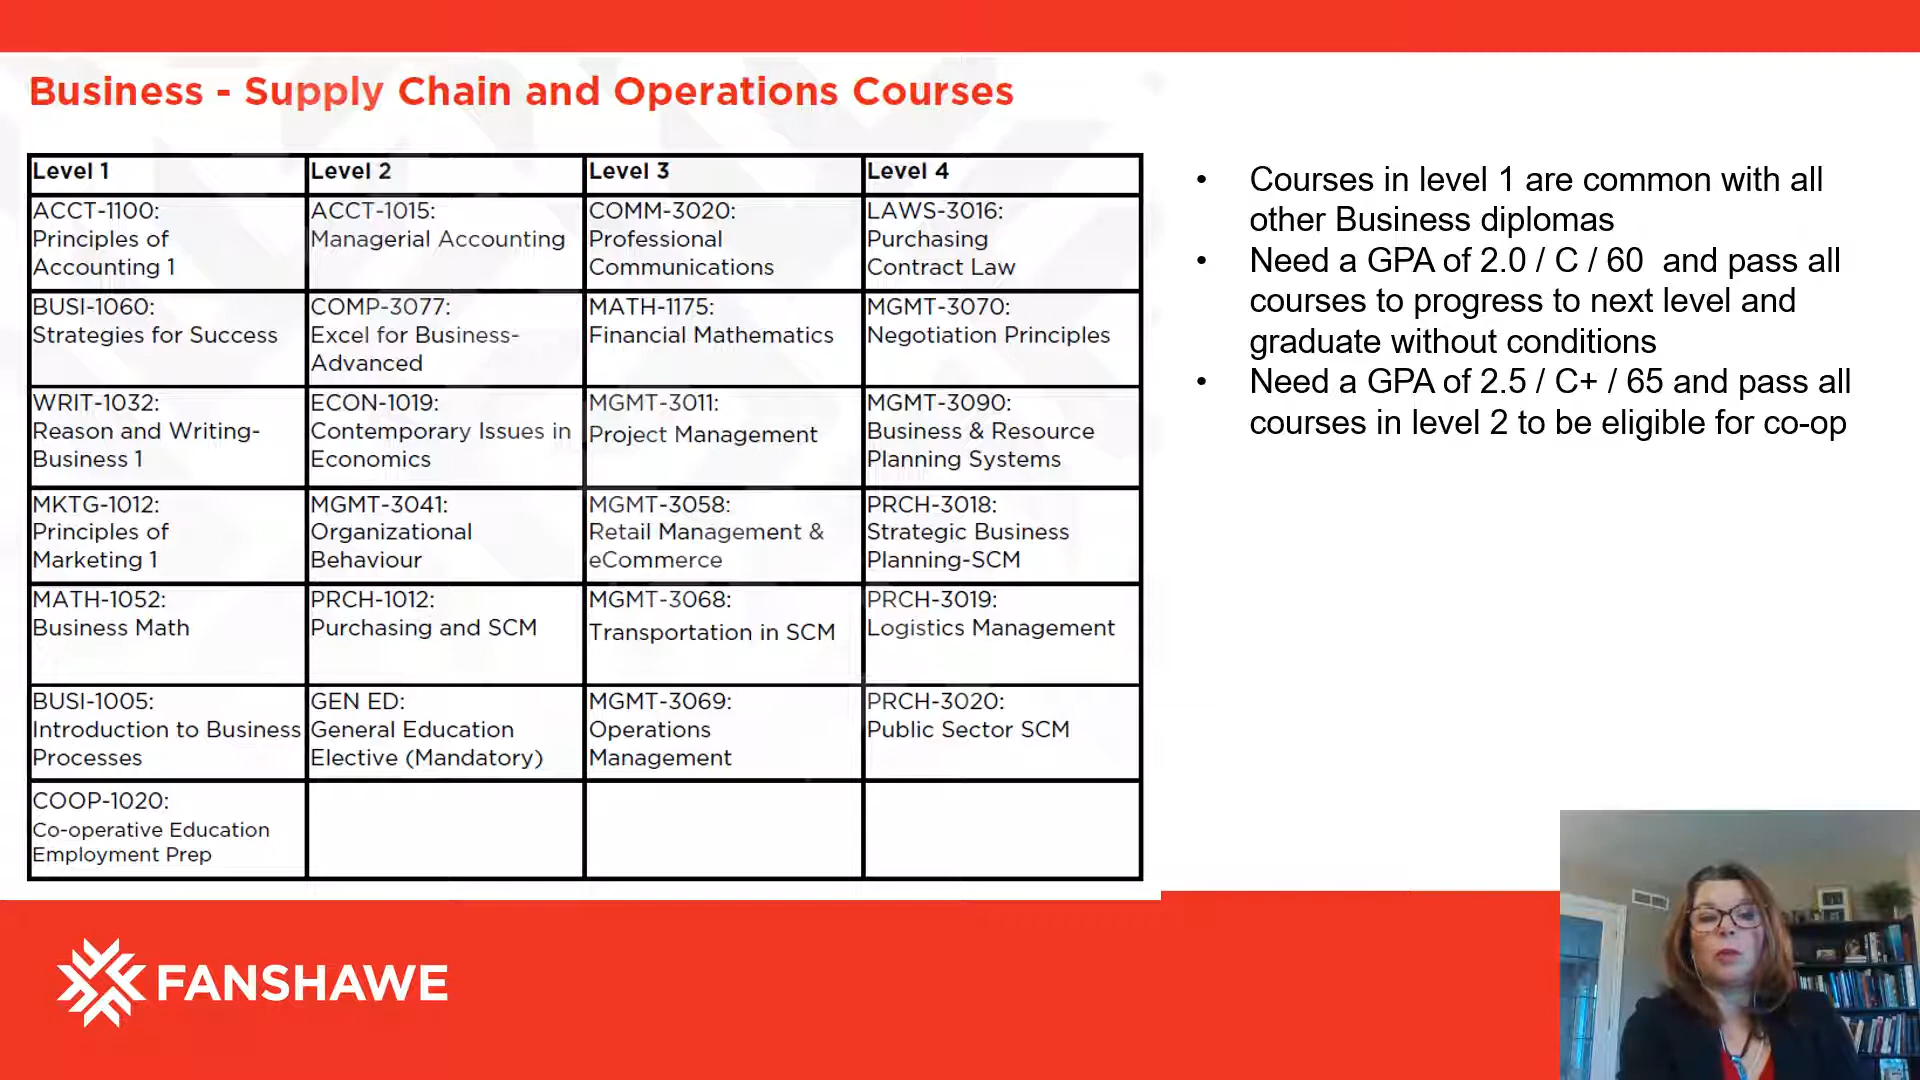 Business - Supply Chain and Operations Courses
Level 1
Level 2
Level 3
Level 4
ACCT-1100:
Principles of
Accounting 1
ACCT-1015:
Managerial Accounting
COMM-3020:
Professional
Communications
LAWS-3016:
Purchasing
Contract Law
BUSI-1060:
Strategies for Success
COMP-3077:
Excel for Business-
Advanced
MATH-1175:
Financial Mathematics
MGMT-3070:
Negotiation Principles
WRIT-1032:
Reason and Writing-
Business 1
ECON-1019:
Contemporary Issues in
Economics
MGMT-3011:
Project Management
MGMT-3090:
Business & Resource
Planning Systems
MKTG-1012:
Principles of
Marketing 1
MGMT-3041:
Organizational
Behaviour
MGMT-3058:
Retail Management &
eCommerce
PRCH-3018:
Strategic Business
Planning-SCM
MATH-1052:
Business Math
PRCH-1012:
Purchasing and SCM
MGMT-3068:
Transportation in SCM
PRCH-3019:
Logistics Management
BUSI-1005:
Introduction to Business
Processes
GEN ED:
General Education
Elective (Mandatory)
MGMT-3069:
Operations
Management
PRCH-3020:
Public Sector SCM
COOP-1020:
Co-operative Education
Employment Prep
• Courses in level 1 are common with all
other Business diplomas
• Need a GPA of 2.0 / C / 60 and pass all
courses to progress to next level and
graduate without conditions
• Need a GPA of 2.5 / C+ / 65 and pass all
courses in level 2 to be eligible for co-op
FANSHAWE